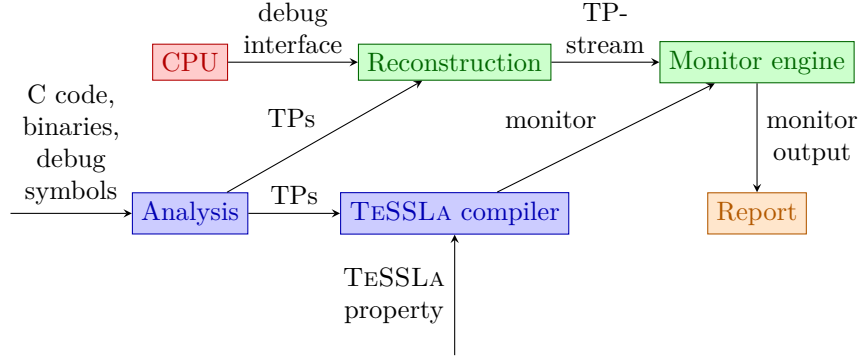 debug
interface
TP-
stream
CPU
Reconstruction
Monitor engine
C code,
binaries,
debug
symbols
TPs
monitor
monitor
output
Analysis
TPs
TESSLA compiler
Report
TESSLA
property